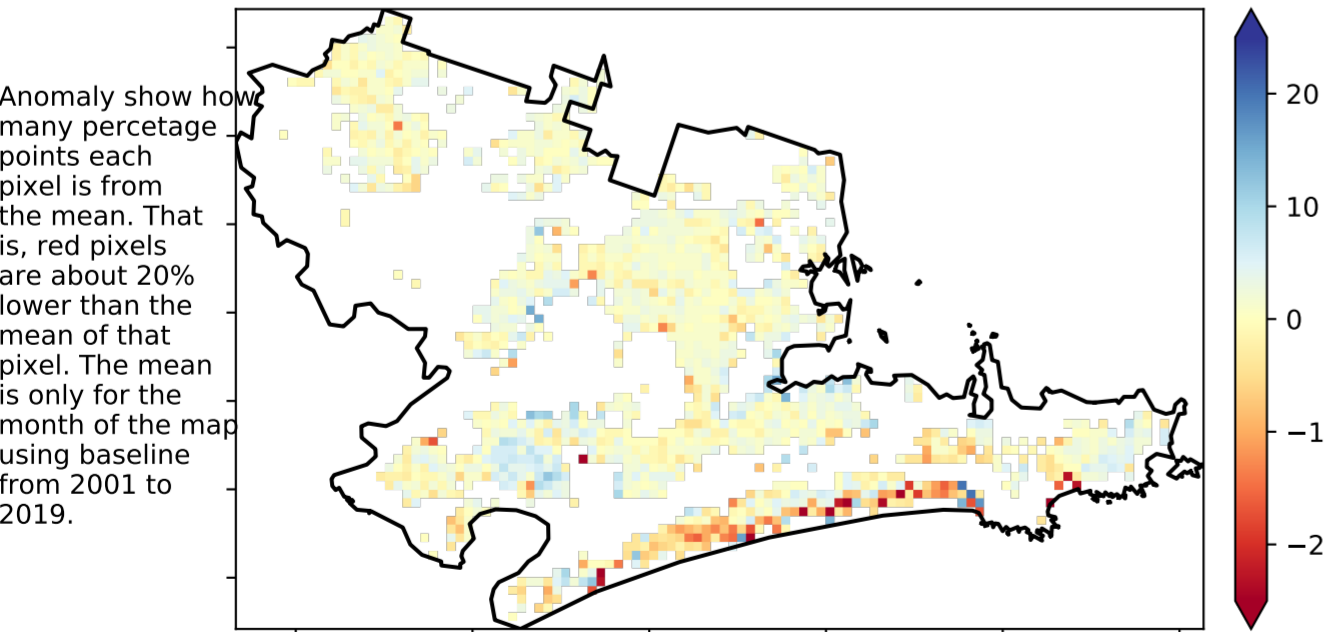 Anomaly show how
many percetage
points each
pixel is from
the mean. That
is, red pixels
are about 20%
lower than the
mean of that
pixel. The mean
is only for the
month of the map
using baseline
from 2001 to
2019.
20
10
0
−1
−2